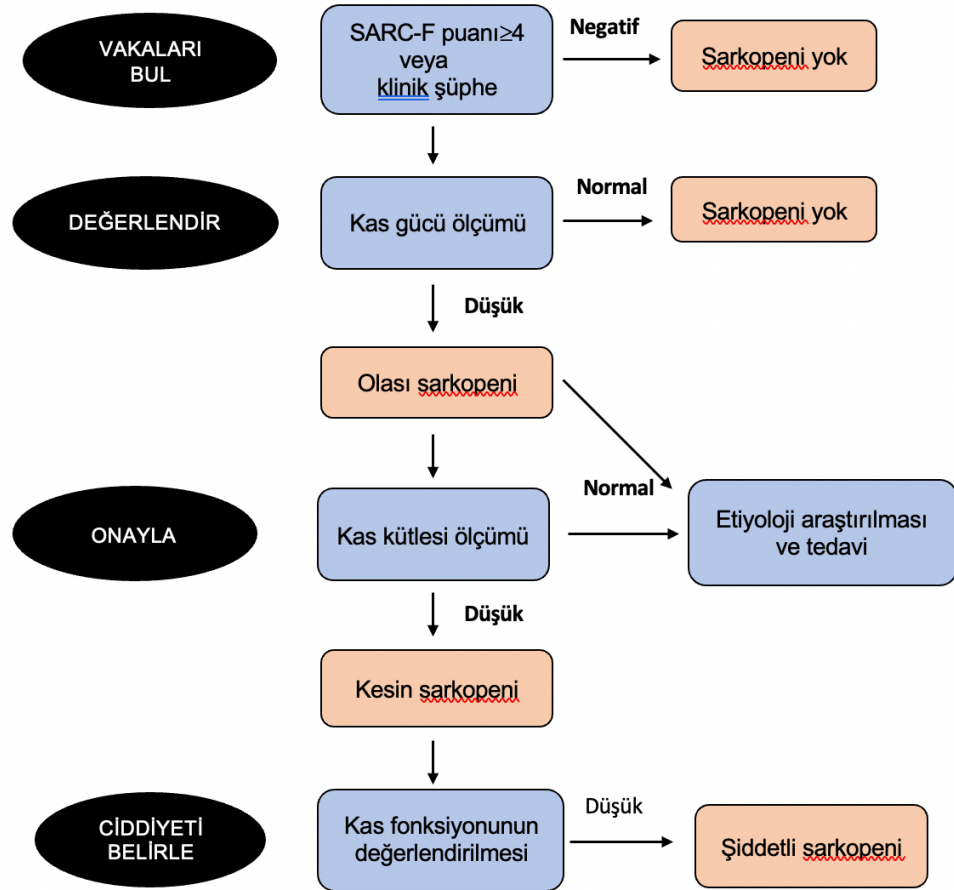 VAKALARI
BUL
SARC-F puanı≥4
veya
klinik şüphe
Negatif
Sarkopeni yok
DEĞERLENDİR
Kas gücü ölçümü
Normal
Sarkopeni yok
Düşük
Olası sarkopeni
ONAYLA
Kas kütlesi ölçümü
Normal
Etiyoloji araştırılması
ve tedavi
Düşük
Kesin sarkopeni
CİDDİYETİ
BELİRLE
Kas fonksiyonunun
değerlendirilmesi
Düşük
Şiddetli sarkopeni